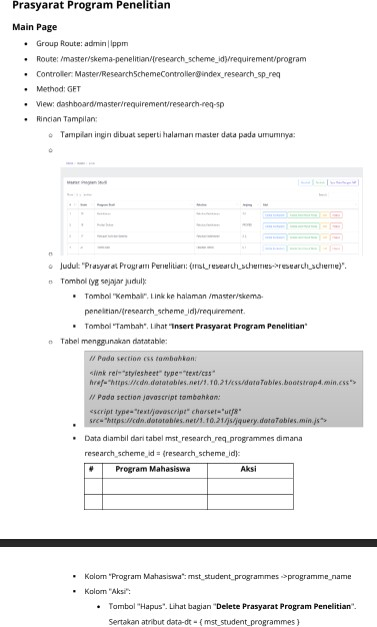 Prasyarat Program Penelitian
Main Page
Group Route: admin|lppm
Route: /master/skema-penelitian/{research_scheme_id}/requirement/program
Controller: Master/ResearchSchemeController@index_research_sp_req
Method: GET
View: dashboard/master/requirement/research-req-sp
Rincian Tampilan:
Tampilan ingin dibuat seperti halaman master data pada umumnya:
Master Program Studi
Judul: "Prasyarat Program Penelitian: {mst_research_schemes->research_scheme}".
Tombol (yg sejajar judul):
Tombol "Kembali". Link ke halaman /master/skema-
penelitian/{research_scheme_id}/requirement.
Tombol "Tambah". Lihat "Insert Prasyarat Program Penelitian"
Tabel menggunakan datatable:
// Pada section css tambahkan:
<link rel="stylesheet" type="text/css"
href="https://cdn.datatables.net/1.10.21/css/dataTables.bootstrap4.min.css">
// Pada section javascript tambahkan:
<script type="text/javascript" charset="utf8"
src="https://cdn.datatables.net/1.10.21/js/jquery.dataTables.min.js">
Data diambil dari tabel mst_research_req_programmes dimana
research_scheme_id = {research_scheme_id}:
# Program Mahasiswa Aksi
Kolom "Program Mahasiswa": mst_student_programmes ->programme_name
Kolom "Aksi":
Tombol "Hapus". Lihat bagian "Delete Prasyarat Program Penelitian".
Sertakan atribut data-dt = { mst_student_programmes }